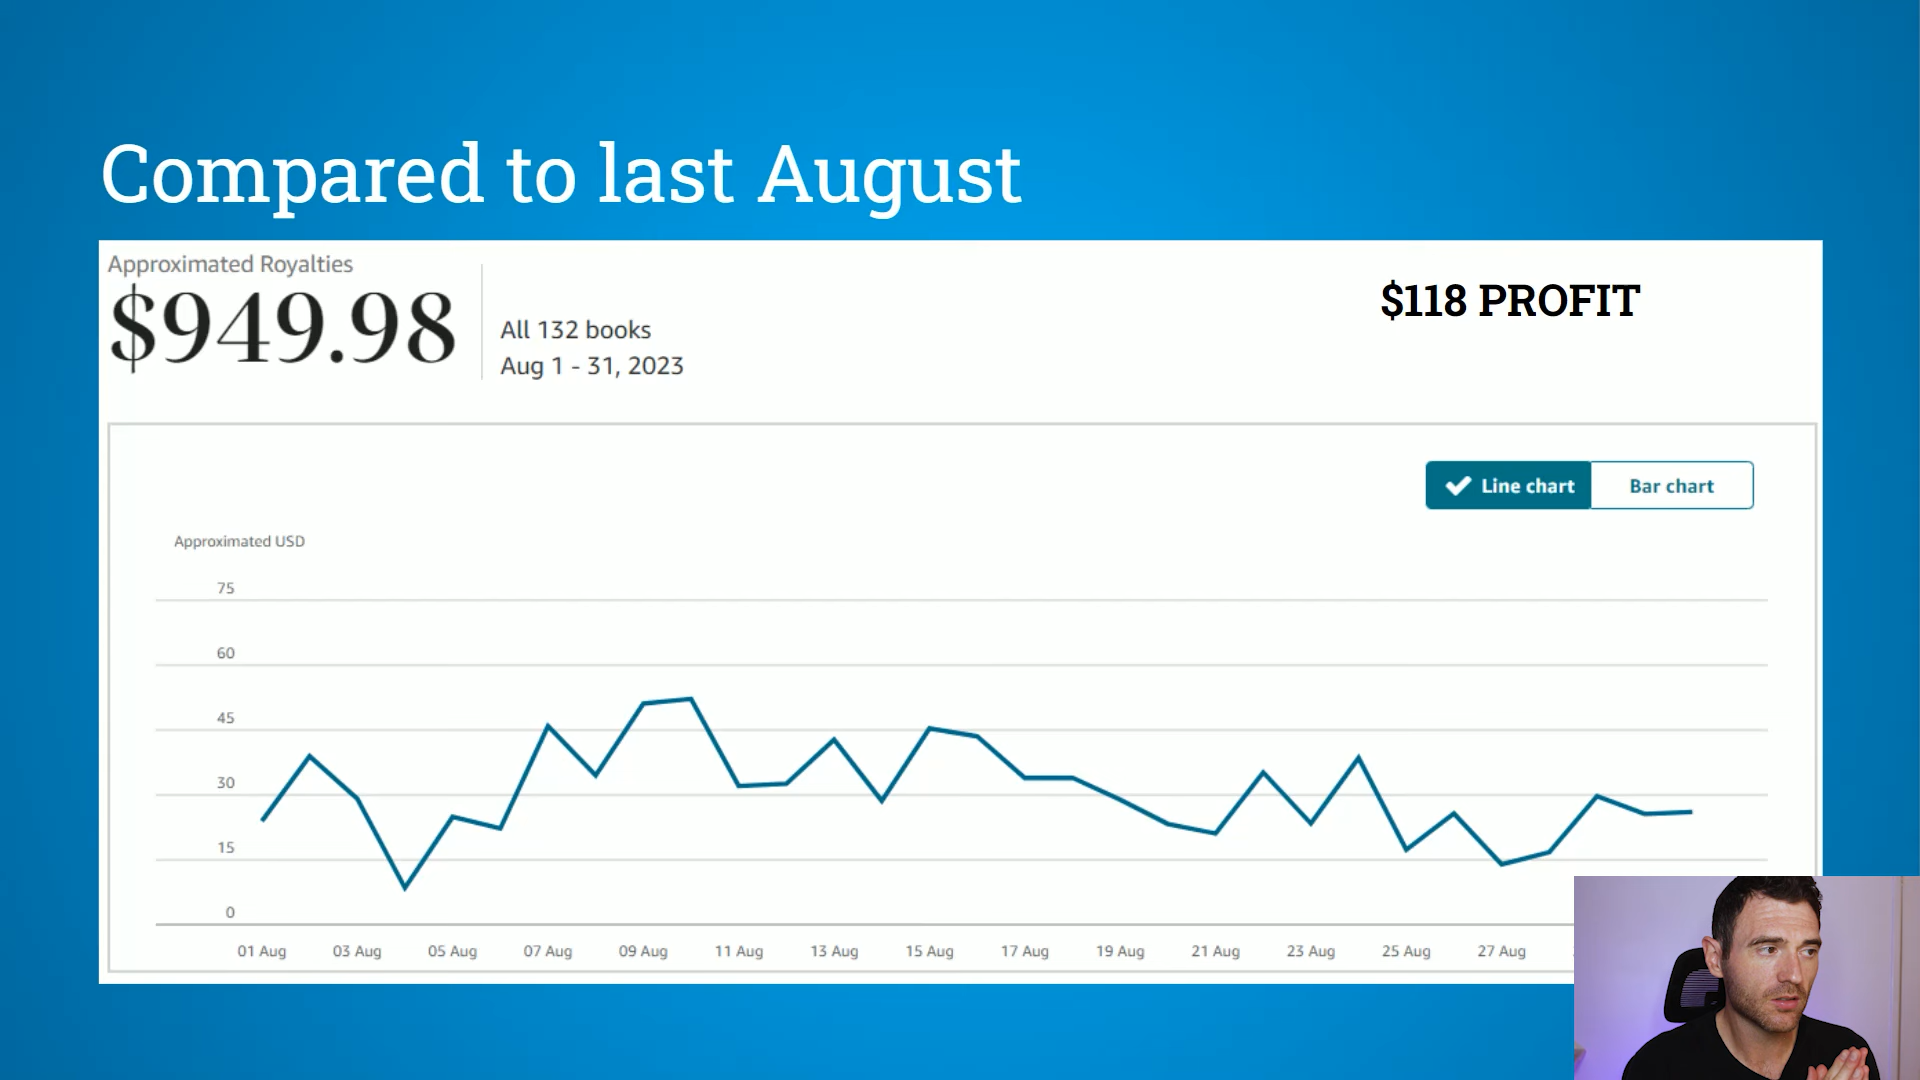 Compared to last August
Approximated Royalties
$949.98
All 132 books
Aug 1 - 31, 2023
$118 PROFIT
Line chart
Bar chart
Approximated USD
75
60
45
30
15
0
01 Aug 03 Aug 05 Aug 07 Aug 09 Aug 11 Aug 13 Aug 15 Aug 17 Aug 19 Aug 21 Aug 23 Aug 25 Aug 27 Aug